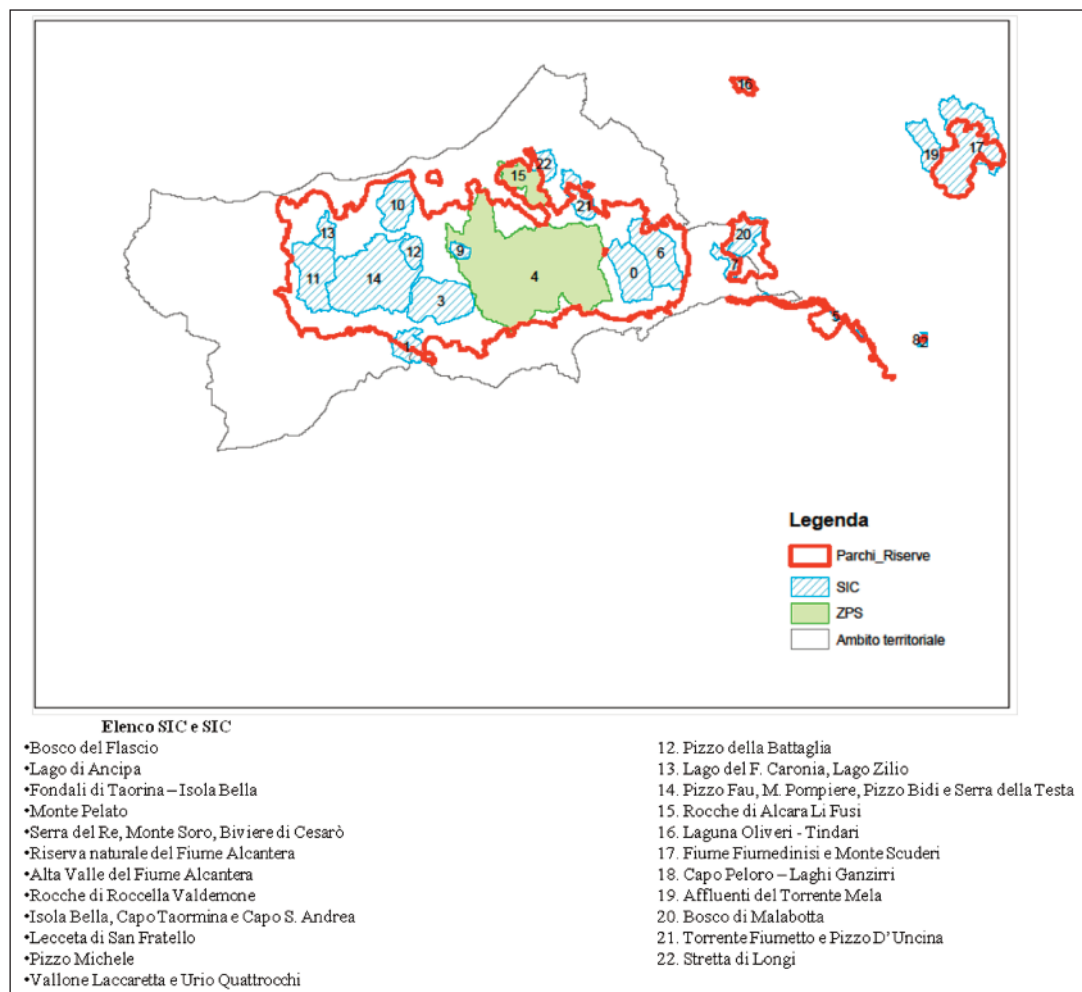 16
17
19
22
15
21
10
13
20
12
9
6
7
11
14
4
0
3
5
1
82
Legenda
Parchi_Riserve
SIC
ZPS
Ambito territoriale
Elenco SIC e SIC
•Bosco del Flascio
•Lago di Ancipa
•Fondali di Taorina – Isola Bella
•Monte Pelato
•Serra del Re, Monte Soro, Biviere di Cesarò
•Riserva naturale del Fiume Alcantera
•Alta Valle del Fiume Alcantera
•Rocche di Roccella Valdemone
•Isola Bella, Capo Taormina e Capo S. Andrea
•Lecceta di San Fratello
•Pizzo Michele
•Vallone Laccaretta e Urio Quattrocchi
12. Pizzo della Battaglia
13. Lago del F. Caronia, Lago Zilio
14. Pizzo Fau, M. Pompiere, Pizzo Bidi e Serra della Testa
15. Rocche di Alcara Li Fusi
16. Laguna Oliveri - Tindari
17. Fiume Fiumedinisi e Monte Scuderi
18. Capo Peloro – Laghi Ganzirri
19. Affluenti del Torrente Mela
20. Bosco di Malabotta
21. Torrente Fiumetto e Pizzo D’Uncina
22. Stretta di Longi